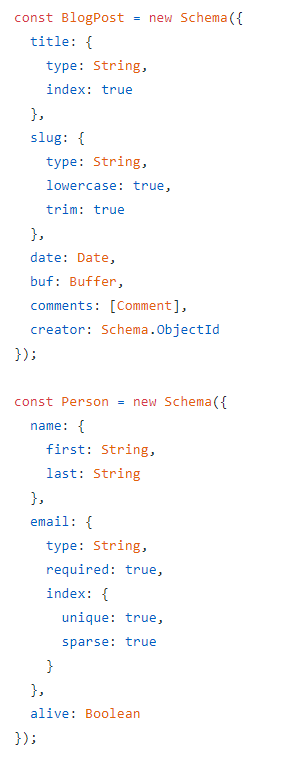 const BlogPost = new Schema({
  title: {
    type: String,
    index: true
  },
  slug: {
    type: String,
    lowercase: true,
    trim: true
  },
  date: Date,
  buf: Buffer,
  comments: [Comment],
  creator: Schema.ObjectId
});

const Person = new Schema({
  name: {
    first: String,
    last: String
  },
  email: {
    type: String,
    required: true,
    index: {
      unique: true,
      sparse: true
    }
  },
  alive: Boolean
});